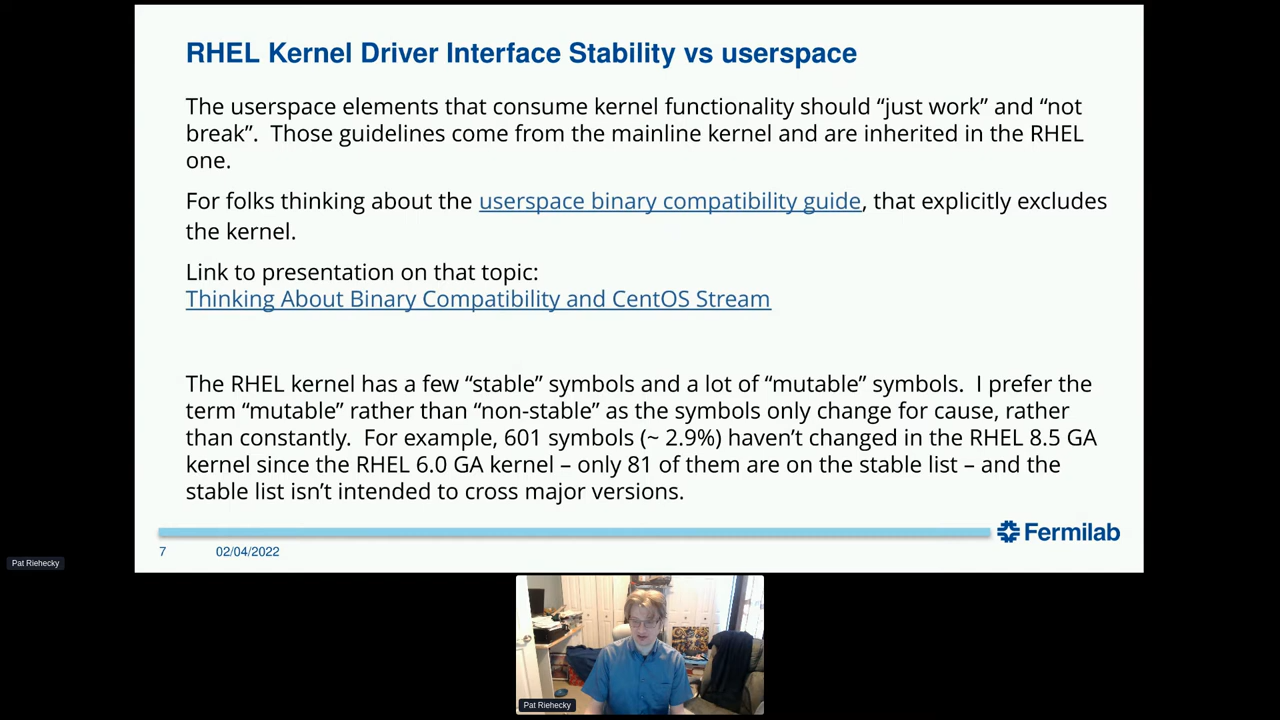 RHEL Kernel Driver Interface Stability vs userspace
The userspace elements that consume kernel functionality should “just work” and “not
break”.  Those guidelines come from the mainline kernel and are inherited in the RHEL
one.
For folks thinking about the userspace binary compatibility guide, that explicitly excludes
the kernel.
Link to presentation on that topic:
Thinking About Binary Compatibility and CentOS Stream
The RHEL kernel has a few “stable” symbols and a lot of “mutable” symbols.  I prefer the
term “mutable” rather than “non-stable” as the symbols only change for cause, rather
than constantly.  For example, 601 symbols (~ 2.9%) haven’t changed in the RHEL 8.5 GA
kernel since the RHEL 6.0 GA kernel – only 81 of them are on the stable list – and the
stable list isn’t intended to cross major versions.
Fermilab
7 02/04/2022
Pat Riehecky
Pat Riehecky